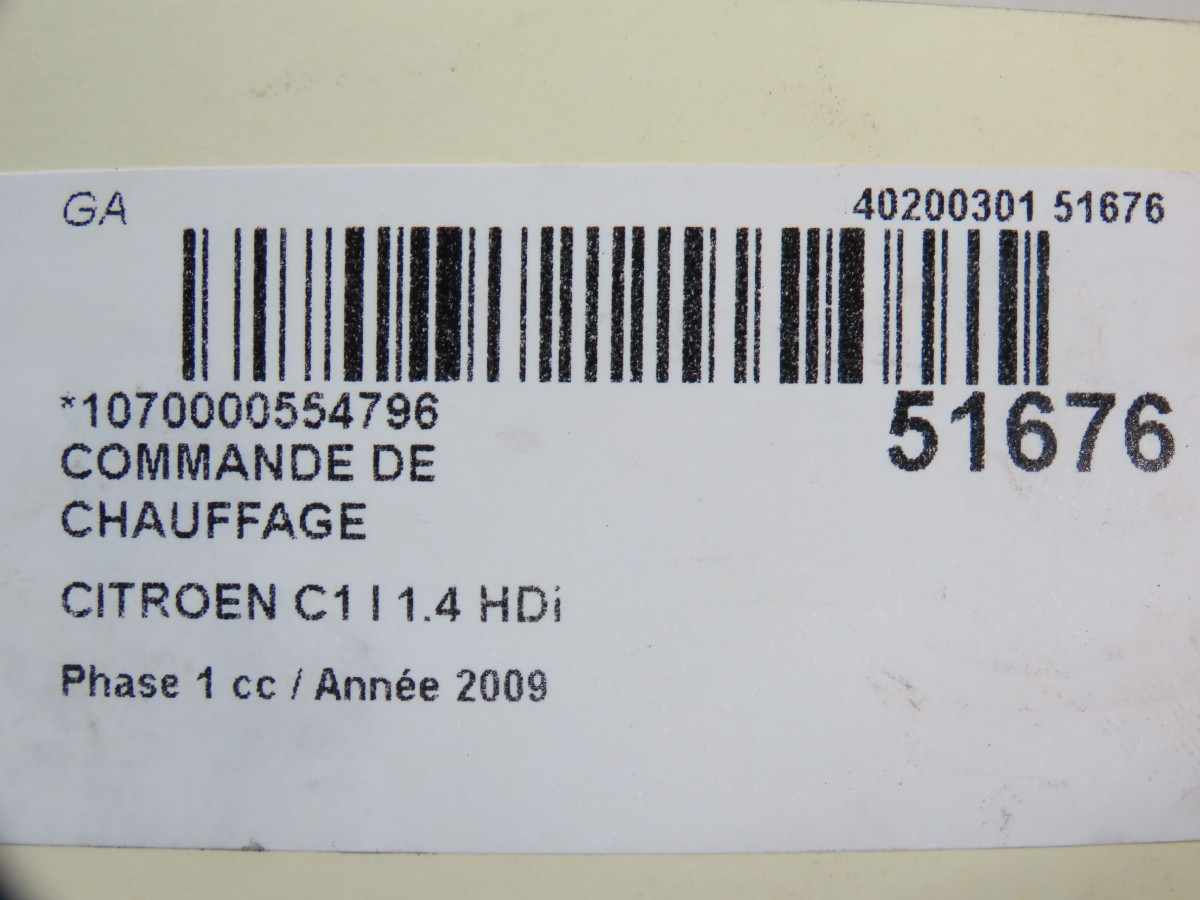 GA
40200301 51676
*1070000554796
51676
COMMANDE DE
CHAUFFAGE
CITROEN C1 I 1.4 HDi
Phase 1 cc / Année 2009